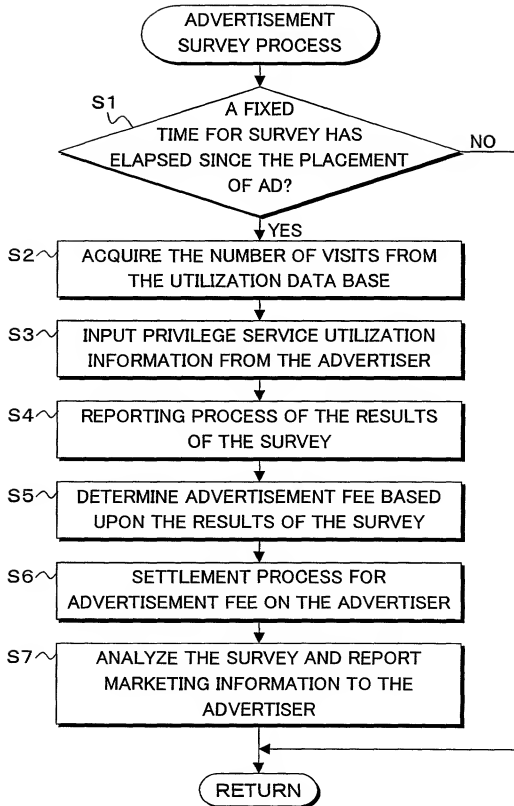 ADVERTISEMENT
SURVEY PROCESS
S1
A FIXED
TIME FOR SURVEY HAS
ELAPSED SINCE THE PLACEMENT
OF AD?
NO
YES
S2
ACQUIRE THE NUMBER OF VISITS FROM
THE UTILIZATION DATA BASE
S3
INPUT PRIVILEGE SERVICE UTILIZATION
INFORMATION FROM THE ADVERTISER
S4
REPORTING PROCESS OF THE RESULTS
OF THE SURVEY
S5
DETERMINE ADVERTISEMENT FEE BASED
UPON THE RESULTS OF THE SURVEY
S6
SETTLEMENT PROCESS FOR
ADVERTISEMENT FEE ON THE ADVERTISER
S7
ANALYZE THE SURVEY AND REPORT
MARKETING INFORMATION TO THE
ADVERTISER
RETURN